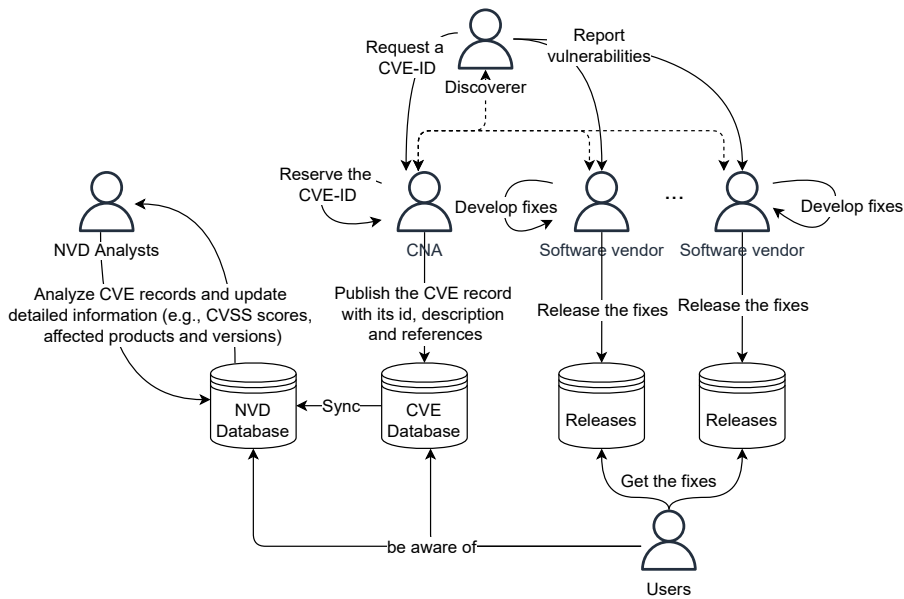 Request a
CVE-ID
Report
vulnerabilities
Discoverer
Reserve the
CVE-ID
Develop fixes
...
Develop fixes
NVD Analysts
CNA
Software vendor
Software vendor
Analyze CVE records and update
detailed information (e.g., CVSS scores,
affected products and versions)
Publish the CVE record
with its id, description
and references
Release the fixes
Release the fixes
NVD
Database
Sync
CVE
Database
Releases
Releases
Get the fixes
be aware of
Users